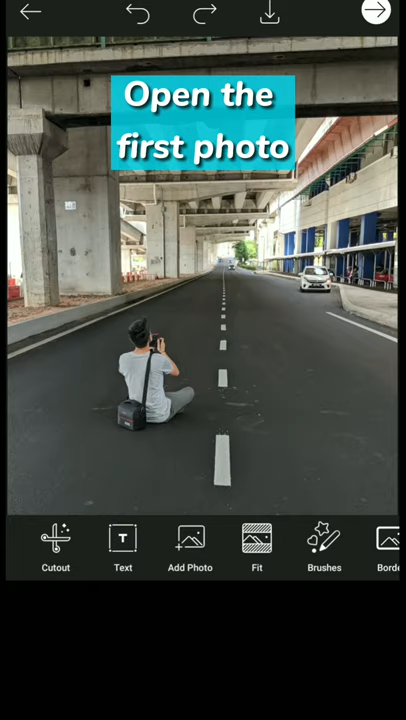 Open the
first photo
Cutout
Text
Add Photo
Fit
Brushes
Borde